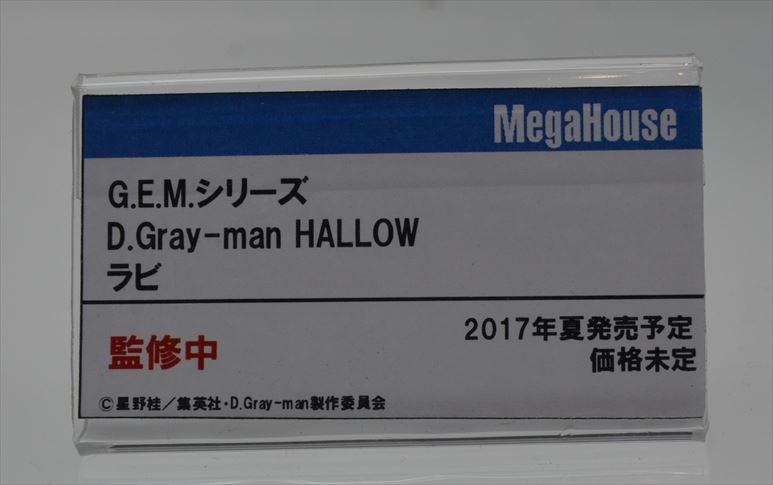 MegaHouse
G.E.M.シリーズ
D.Gray-man HALLOW
ラビ
監修中
2017年夏発売予定
価格未定
©星野桂／集英社・D.Gray-man製作委員会